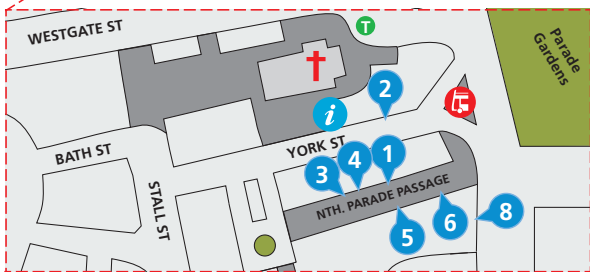 WESTGATE ST
T
Parade
Gardens
i
2
YORK ST
BATH ST
STALL ST
3
4
1
NTH. PARADE PASSAGE
5
6
8